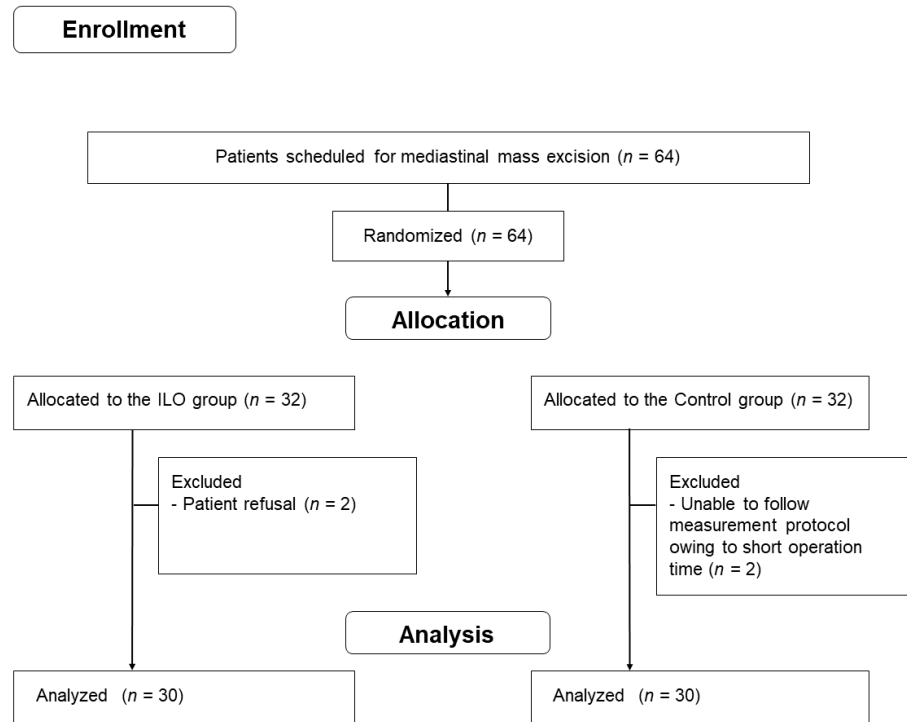 Enrollment
Patients scheduled for mediastinal mass excision (n = 64)
Randomized (n = 64)
Allocation
Allocated to the ILO group (n = 32)
Allocated to the Control group (n = 32)
Excluded
- Patient refusal (n = 2)
Excluded
- Unable to follow
measurement protocol
owing to short operation
time (n = 2)
Analysis
Analyzed (n = 30)
Analyzed (n = 30)